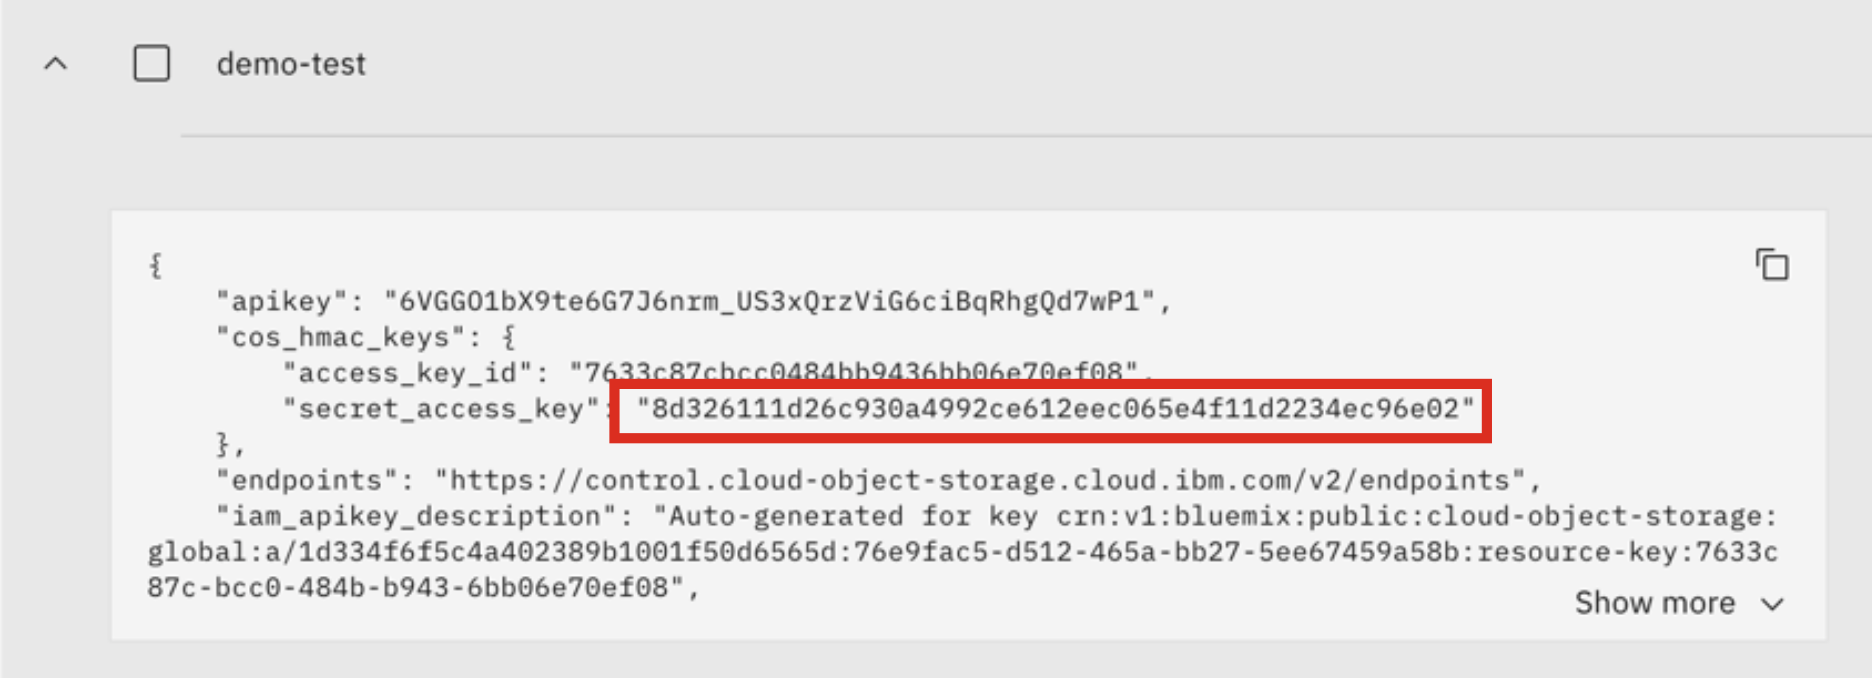 demo-test
{
"apikey": "6VGGO1bX9te6G7J6nrm_US3xQrzViG6ciBqRhgQd7wP1",
"cos_hmac_keys": {
"access_key_id": "7633c87cbcc0484bb9436bb06e70ef08",
"secret_access_key": "8d326111d26c930a4992ce612eec065e4f11d2234ec96e02"
},
"endpoints": "https://control.cloud-object-storage.cloud.ibm.com/v2/endpoints",
"iam_apikey_description": "Auto-generated for key crn:v1:bluemix:public:cloud-object-storage:
global:a/1d334f6f5c4a402389b1001f50d6565d:76e9fac5-d512-465a-bb27-5ee67459a58b:resource-key:7633c
87c-bcc0-484b-b943-6bb06e70ef08",
Show more